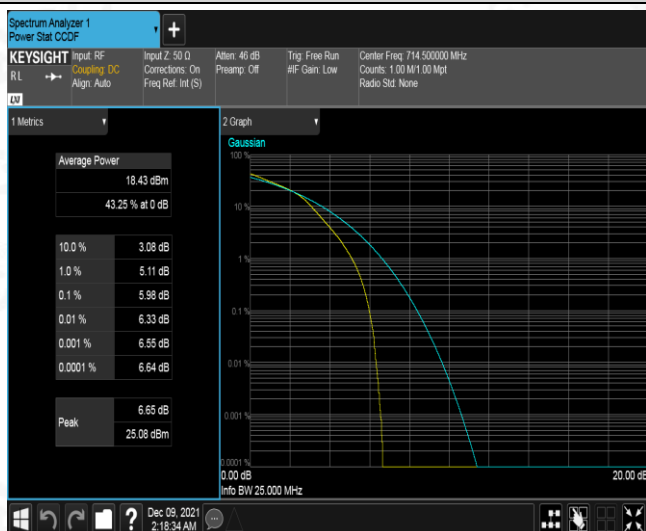 Spectrum Analyzer 1
Power Stat CCDF
+
KEYSIGHT
RL
LXI
Input: RF
Coupling: DC
Align: Auto
Input Z: 50 Ω
Corrections: On
Freq Ref: Int (S)
Atten: 46 dB
Preamp: Off
Trig: Free Run
#IF Gain: Low
Center Freq: 714.500000 MHz
Counts: 1.00 M/1.00 Mpt
Radio Std: None
1 Metrics
Average Power
18.43 dBm
43.25 % at 0 dB
10.0 % 3.08 dB
1.0 % 5.11 dB
0.1 % 5.98 dB
0.01 % 6.33 dB
0.001 % 6.55 dB
0.0001 % 6.64 dB
Peak
6.65 dB
25.08 dBm
2 Graph
Gaussian
100 %
10 %
1 %
0.1 %
0.01 %
0.001 %
0.0001 %
0.00 dB
20.00 dB
Info BW 25.000 MHz
?
Dec 09, 2021
2:18:34 AM